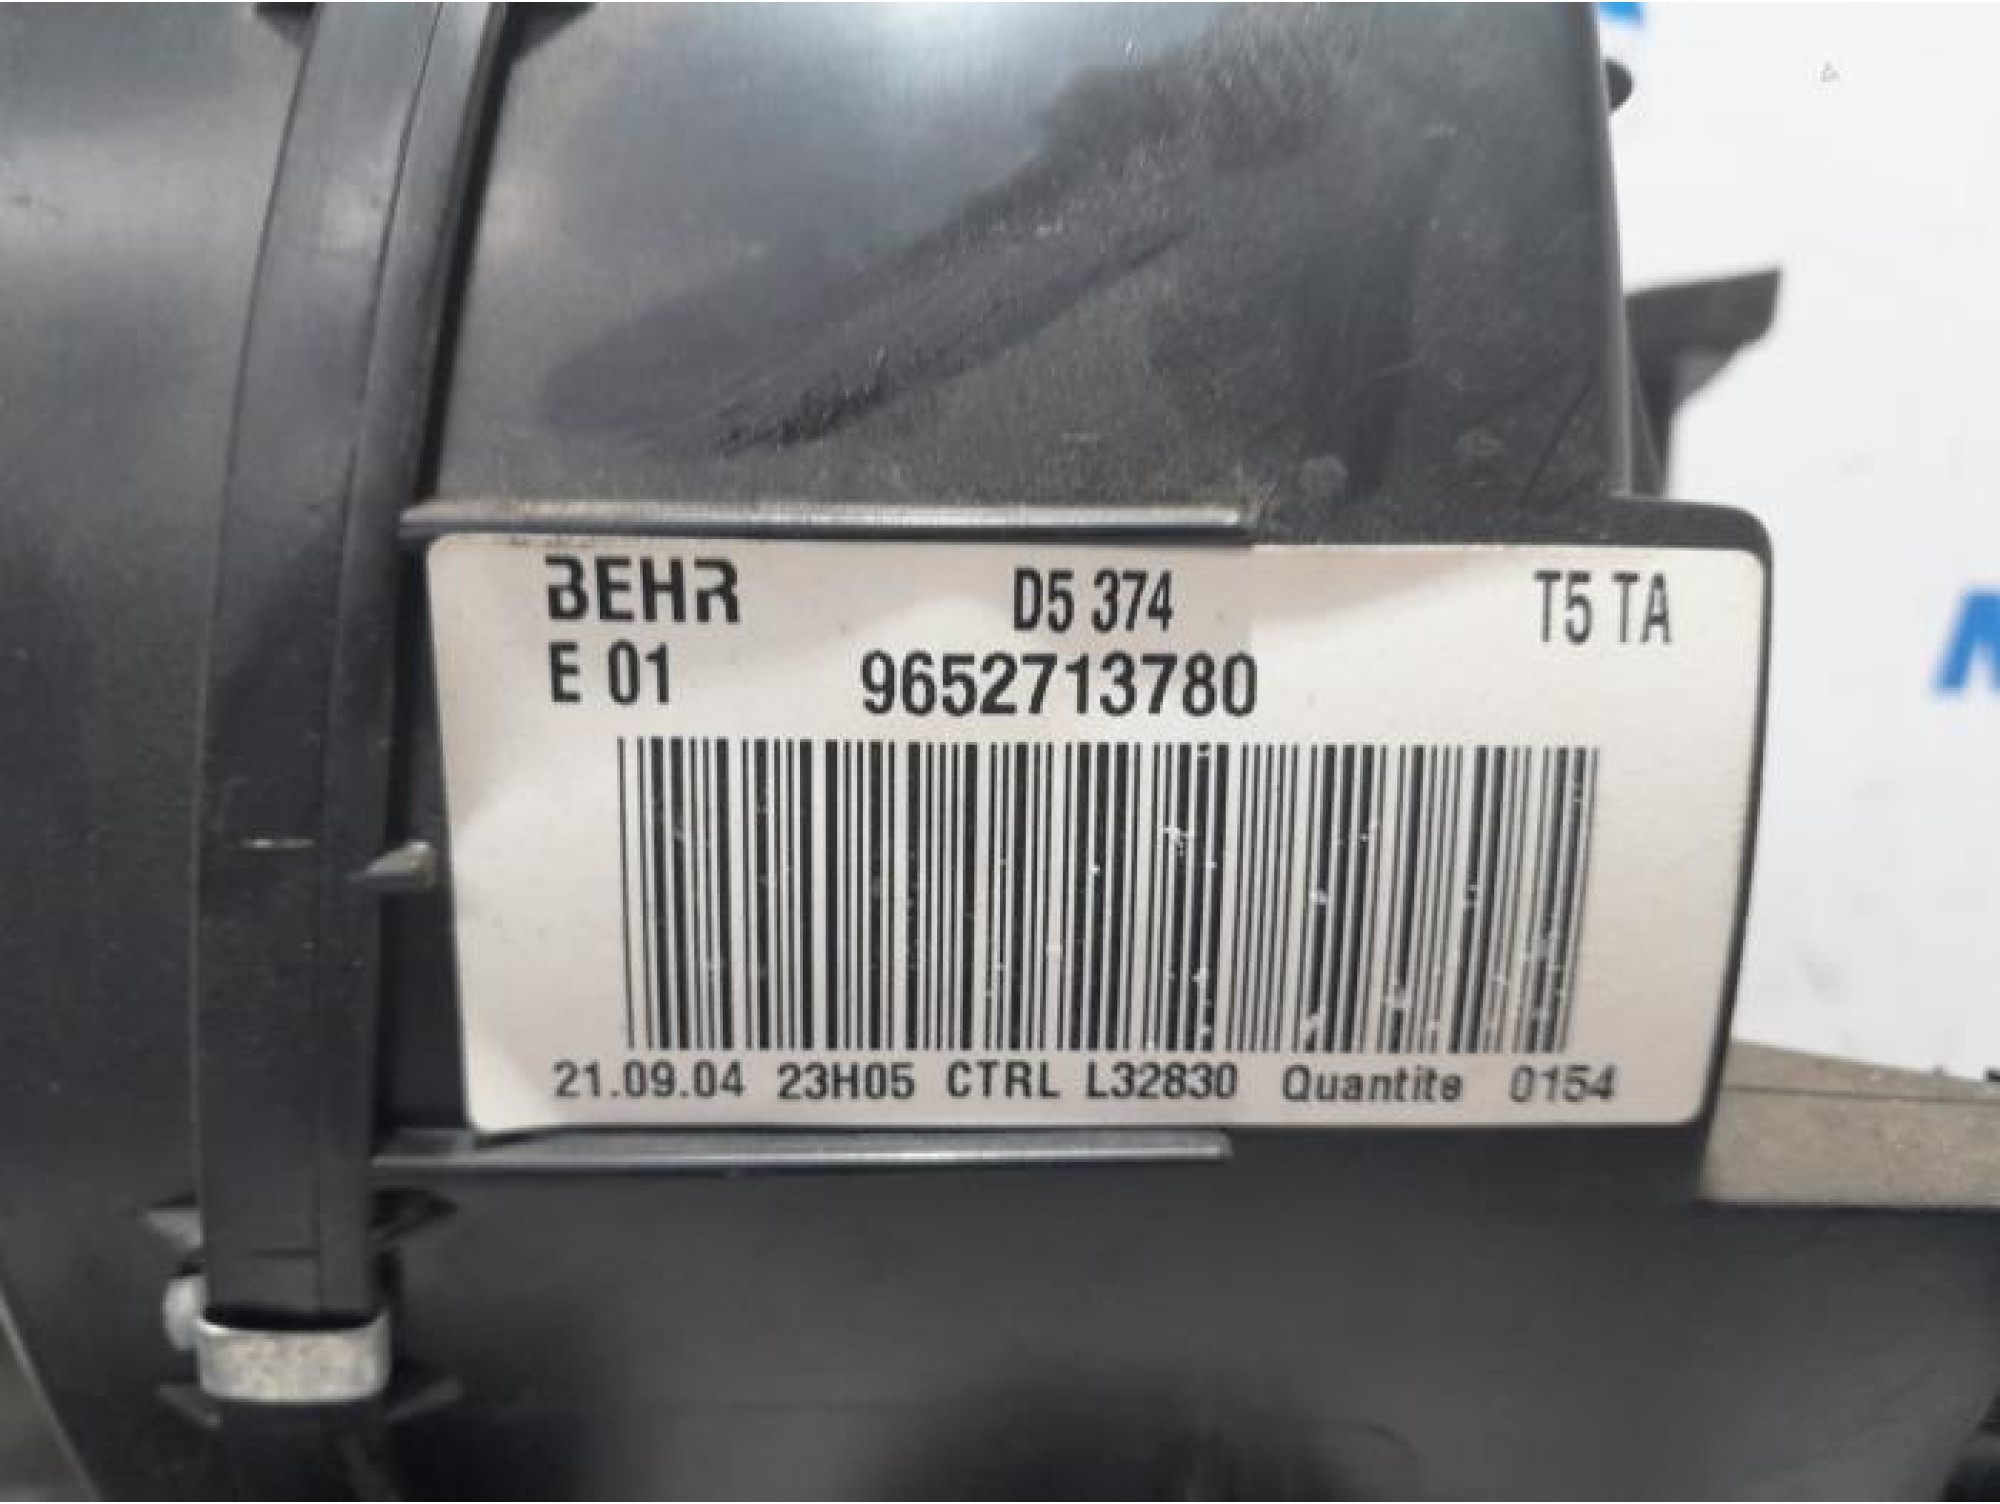 BEHR D5 374 T5 TA
E 01 9652713780
21.09.04 23H05 CTRL L32830 Quantite 0154